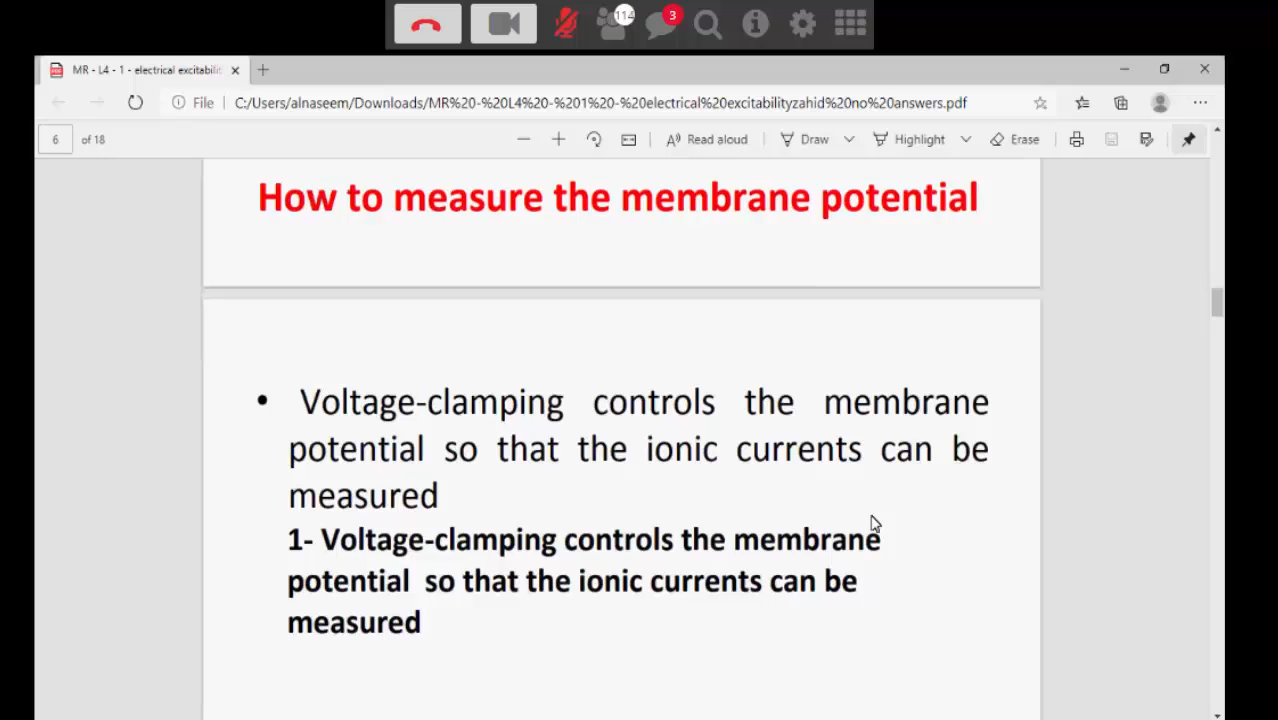 114 3
MR - L4 - 1 - electrical excitabili
File C:/Users/alnaseem/Downloads/MR%20-%20L4%20-%201%20-%20electrical%20excitabilityzahid%20no%20answers.pdf
6 of 18 Read aloud Draw Highlight Erase
How to measure the membrane potential
• Voltage-clamping controls the membrane
potential so that the ionic currents can be
measured
1- Voltage-clamping controls the membrane
potential so that the ionic currents can be
measured